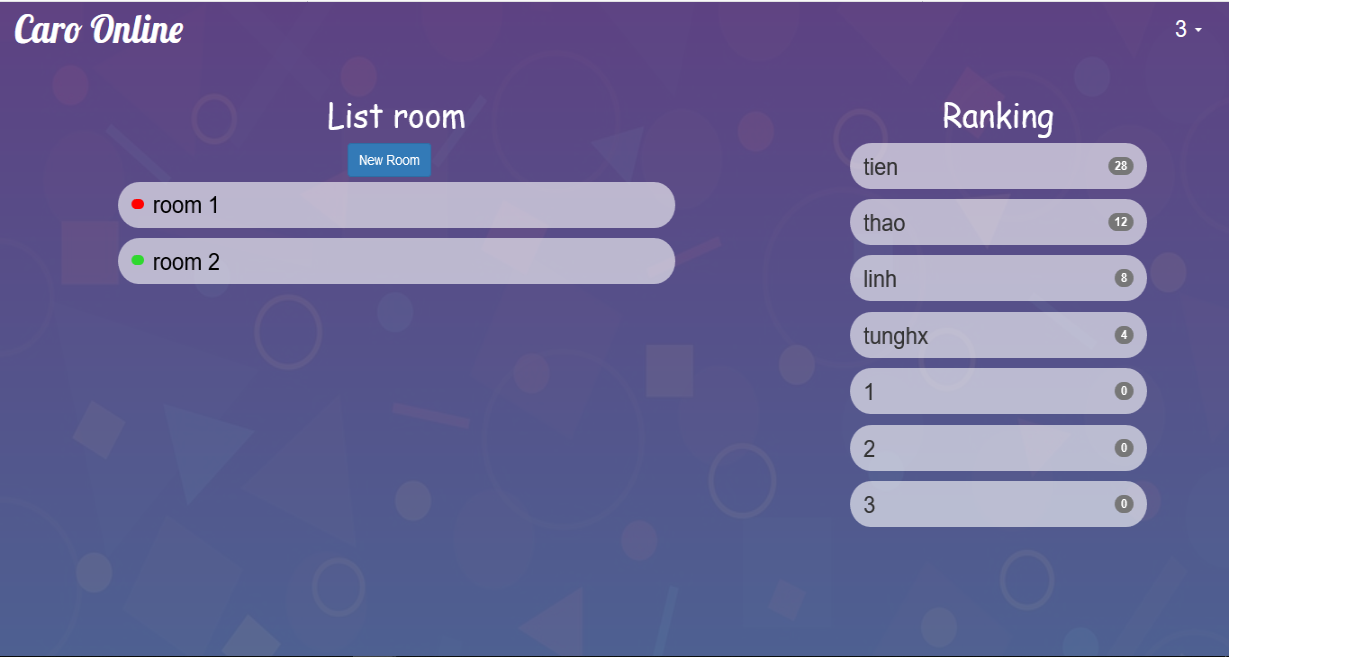 Caro Online
3
List room
New Room
room 1
room 2
Ranking
tien 28
thao 12
linh 8
tunghx 4
1 0
2 0
3 0